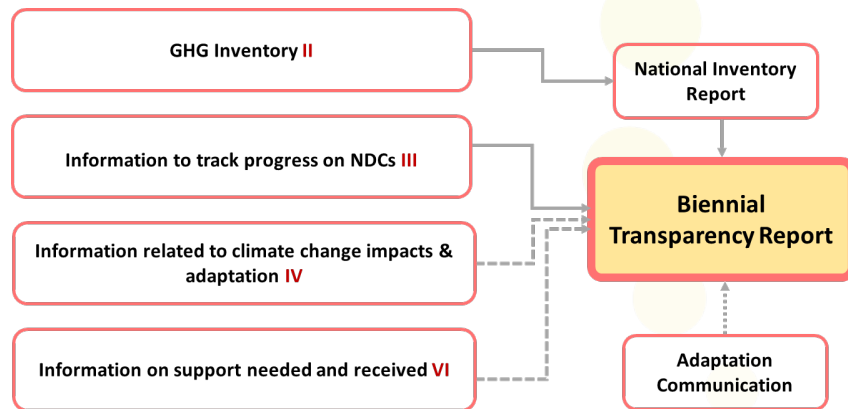 GHG Inventory II
National Inventory
Report
Information to track progress on NDCs III
Biennial
Transparency Report
Information related to climate change impacts &
adaptation IV
Information on support needed and received VI
Adaptation
Communication